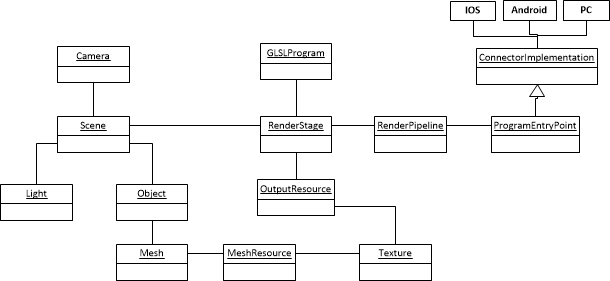 IOS
Android
PC
Camera
GLSLProgram
ConnectorImplementation
Scene
RenderStage
RenderPipeline
ProgramEntryPoint
Light
Object
OutputResource
Mesh
MeshResource
Texture